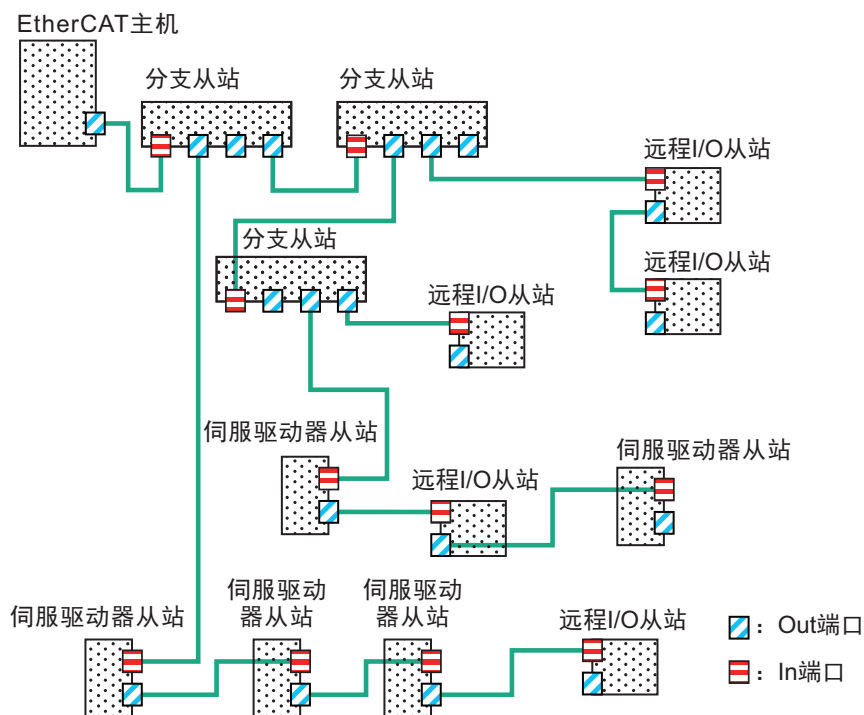 EtherCAT主机
分支从站
分支从站
远程I/O从站
分支从站
远程I/O从站
远程I/O从站
伺服驱动器从站
远程I/O从站
伺服驱动器从站
伺服驱动器从站
伺服驱动
器从站
伺服驱动
器从站
远程I/O从站
：Out端口
：In端口